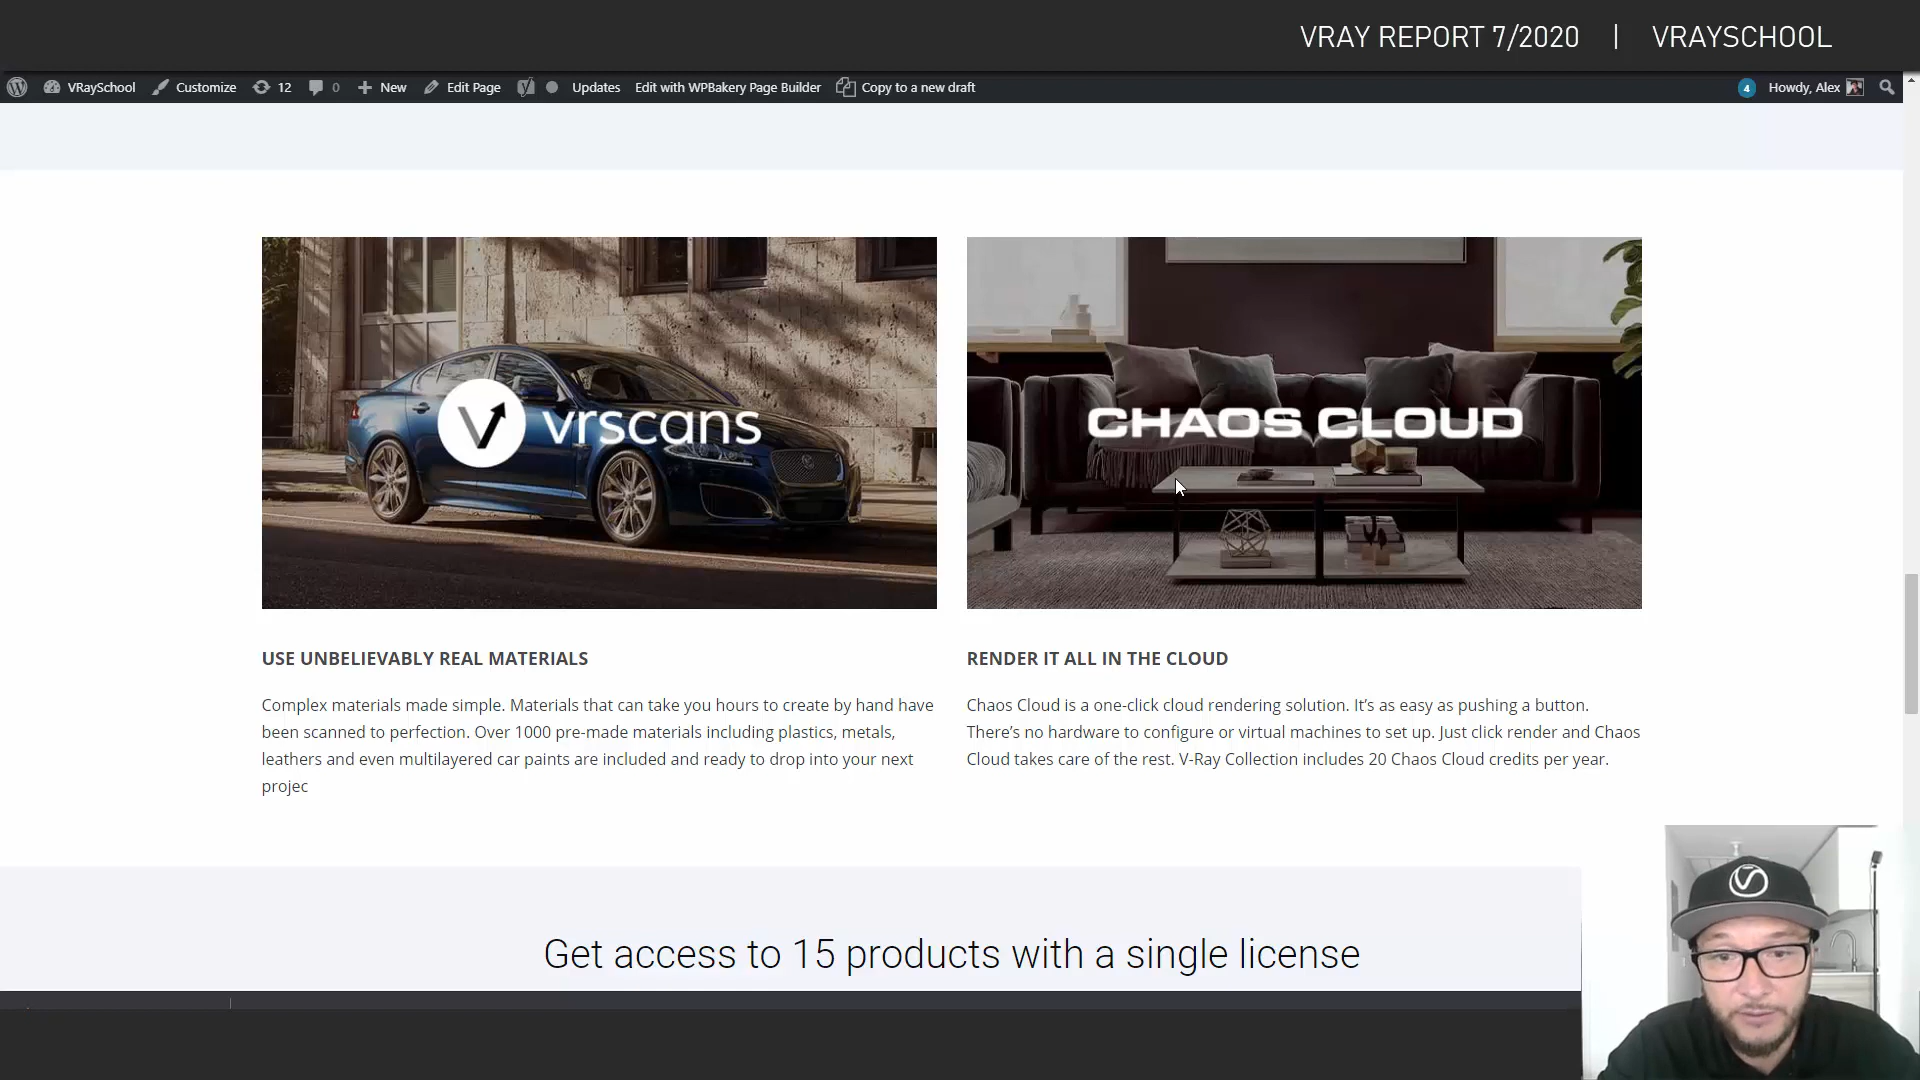 VRAY REPORT 7/2020 | VRAYSCHOOL
VRaySchool Customize 12 0 New Edit Page Updates Edit with WPBakery Page Builder Copy to a new draft 4 Howdy, Alex
vrscans
CHAOS CLOUD
USE UNBELIEVABLY REAL MATERIALS
Complex materials made simple. Materials that can take you hours to create by hand have
been scanned to perfection. Over 1000 pre-made materials including plastics, metals,
leathers and even multilayered car paints are included and ready to drop into your next
projec
RENDER IT ALL IN THE CLOUD
Chaos Cloud is a one-click cloud rendering solution. It’s as easy as pushing a button.
There’s no hardware to configure or virtual machines to set up. Just click render and Chaos
Cloud takes care of the rest. V-Ray Collection includes 20 Chaos Cloud credits per year.
Get access to 15 products with a single license